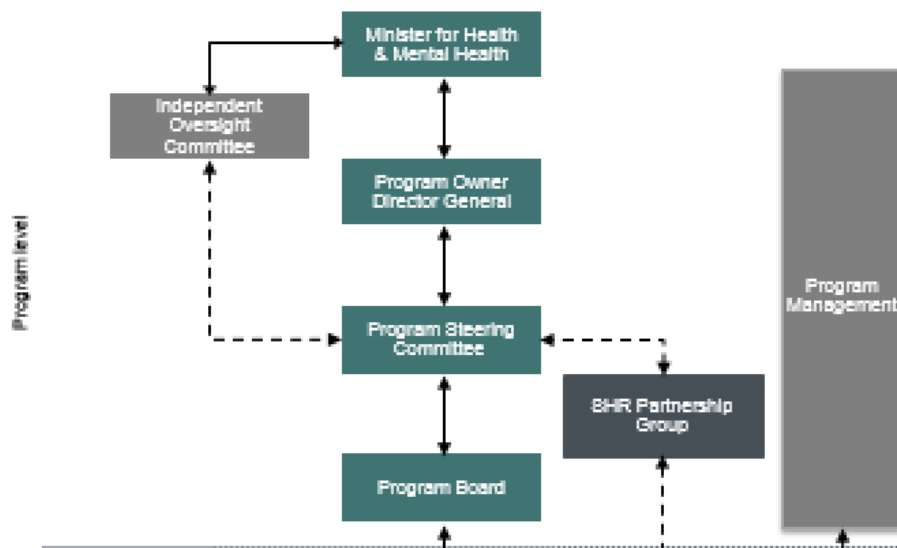 Minister for Health
& Mental Health
Independent
Oversight
Committee
Program Owner
Director General
Program level
Program
Management
Program Steering
Committee
SHR Partnership
Group
Program Board